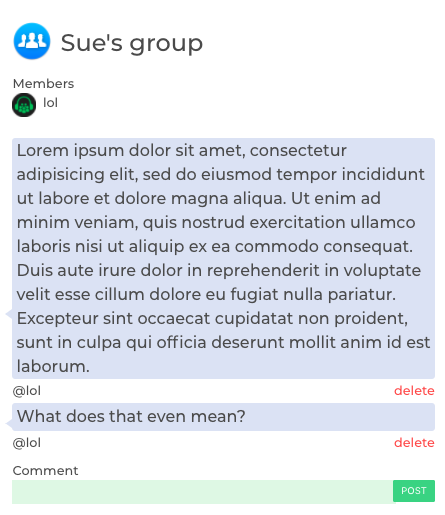 Sue's group
Members
lol
Lorem ipsum dolor sit amet, consectetur
adipisicing elit, sed do eiusmod tempor incididunt
ut labore et dolore magna aliqua. Ut enim ad
minim veniam, quis nostrud exercitation ullamco
laboris nisi ut aliquip ex ea commodo consequat.
Duis aute irure dolor in reprehenderit in voluptate
velit esse cillum dolore eu fugiat nulla pariatur.
Excepteur sint occaecat cupidatat non proident,
sunt in culpa qui officia deserunt mollit anim id est
laborum.
@lol delete
What does that even mean?
@lol delete
Comment
POST